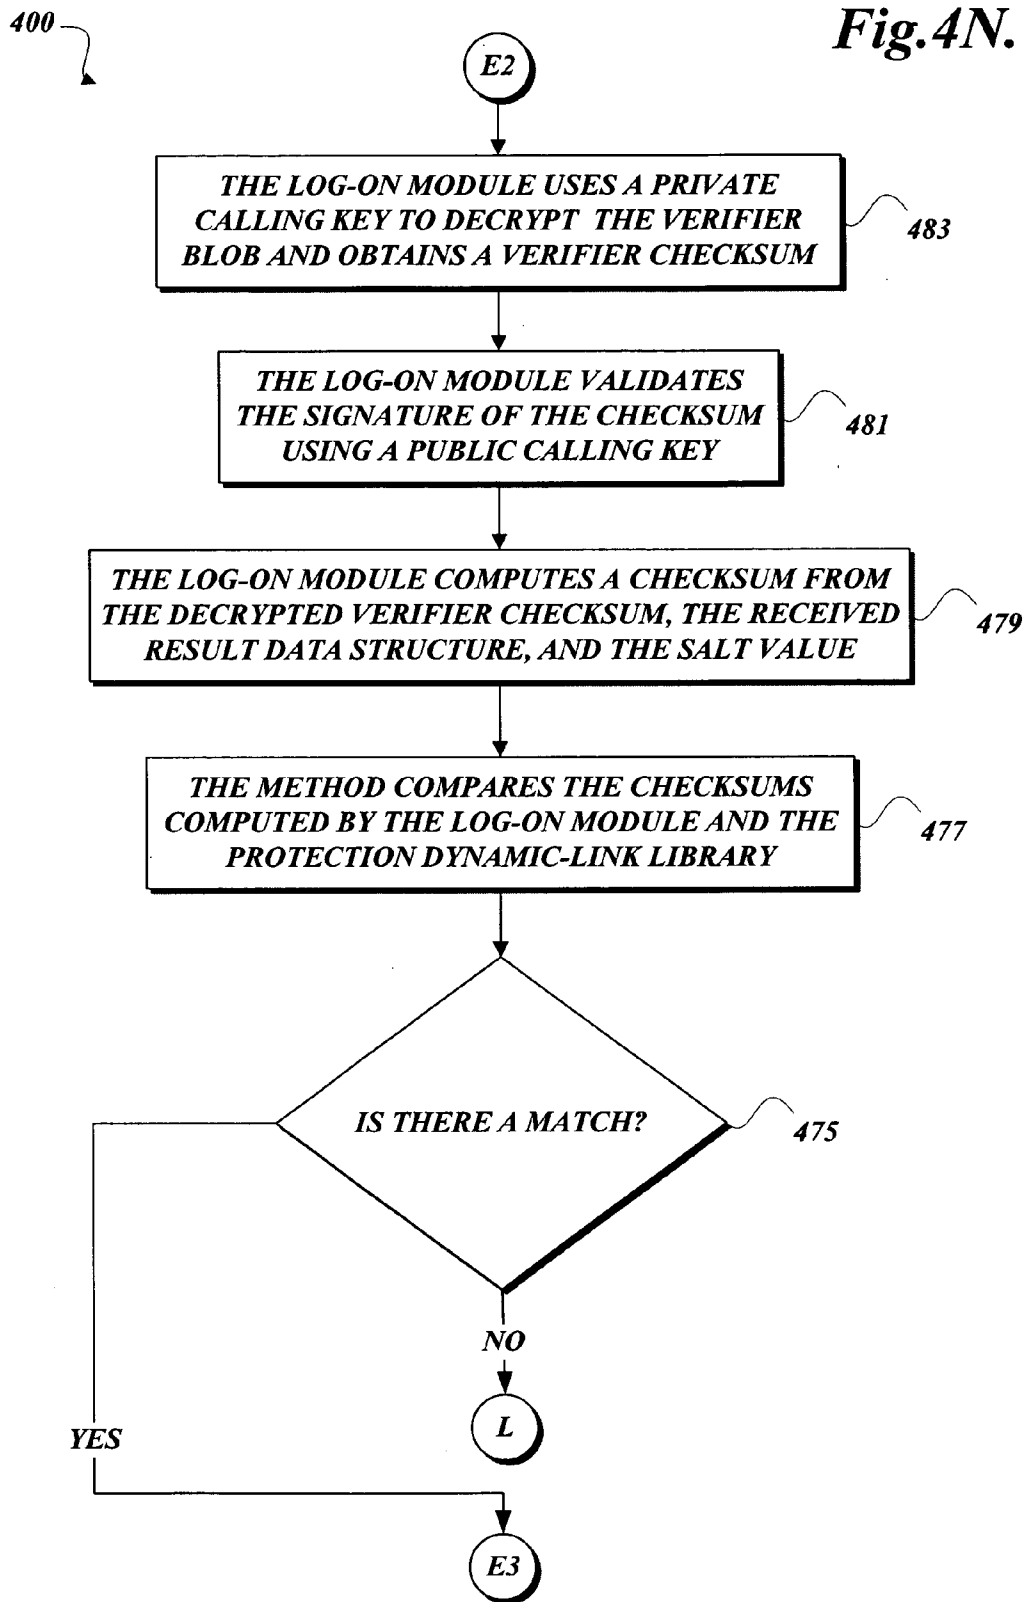 400
Fig.4N.
E2
THE LOG-ON MODULE USES A PRIVATE
CALLING KEY TO DECRYPT THE VERIFIER
BLOB AND OBTAINS A VERIFIER CHECKSUM
483
THE LOG-ON MODULE VALIDATES
THE SIGNATURE OF THE CHECKSUM
USING A PUBLIC CALLING KEY
481
THE LOG-ON MODULE COMPUTES A CHECKSUM FROM
THE DECRYPTED VERIFIER CHECKSUM, THE RECEIVED
RESULT DATA STRUCTURE, AND THE SALT VALUE
479
THE METHOD COMPARES THE CHECKSUMS
COMPUTED BY THE LOG-ON MODULE AND THE
PROTECTION DYNAMIC-LINK LIBRARY
477
IS THERE A MATCH?
475
NO
L
YES
E3